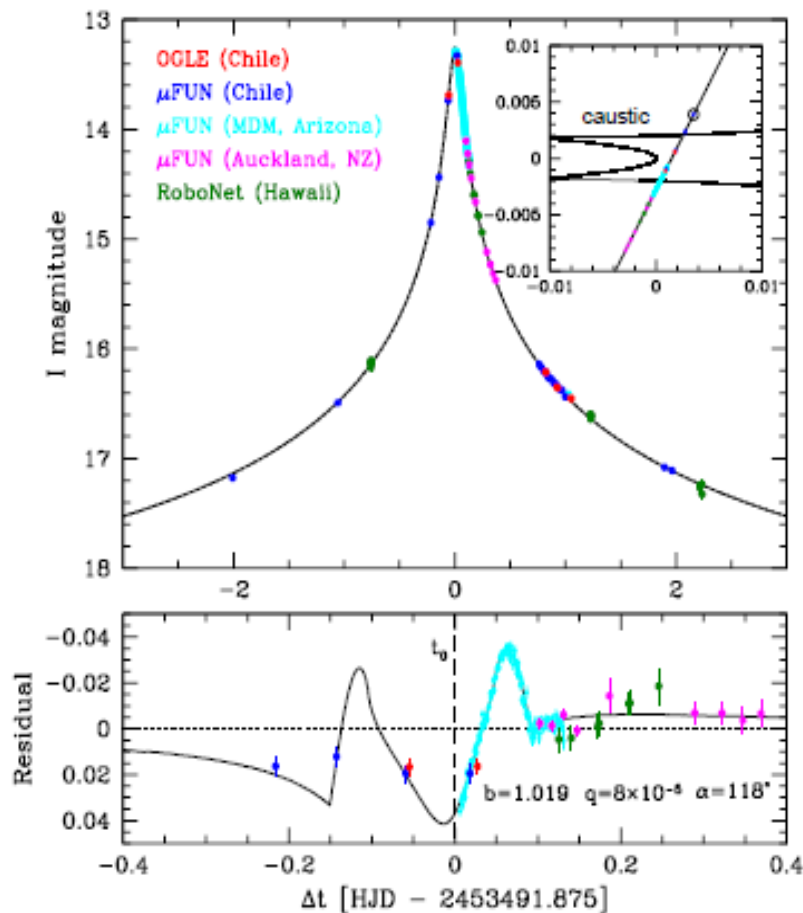 13
14
15
16
17
18
I magnitude
OGLE (Chile)
μFUN (Chile)
μFUN (MDM, Arizona)
μFUN (Auckland, NZ)
RoboNet (Hawaii)
0.01
0.005
0
-0.005
-0.01
caustic
-0.01 0 0.01
-2 0 2
-0.04
-0.02
0
0.02
0.04
Residual
t₀
b=1.019 q=8×10⁻⁵ α=118°
-0.4 -0.2 0 0.2 0.4
Δt [HJD - 2453491.875]